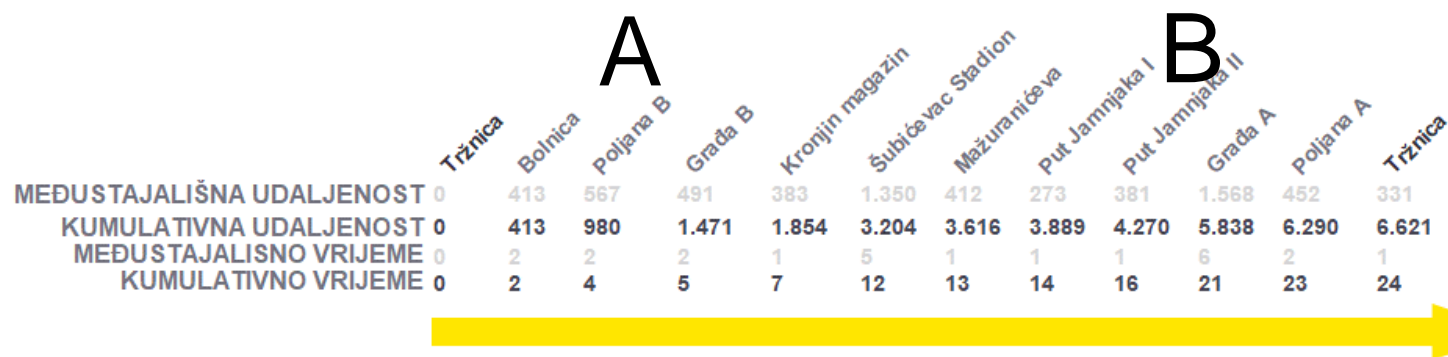 A B
Tržnica Bolnica Poljana B Građa B Kronjin magazin Šubićevac Stadion Mažuranićeva Put Jamnjaka I Put Jamnjaka II Građa A Poljana A Tržnica
MEĐUSTAJALIŠNA UDALJENOST 0 413 567 491 383 1.350 412 273 381 1.568 452 331
KUMULATIVNA UDALJENOST 0 413 980 1.471 1.854 3.204 3.616 3.889 4.270 5.838 6.290 6.621
MEĐUSTAJALISNO VRIJEME 0 2 2 2 1 5 1 1 1 6 2 1
KUMULATIVNO VRIJEME 0 2 4 5 7 12 13 14 16 21 23 24